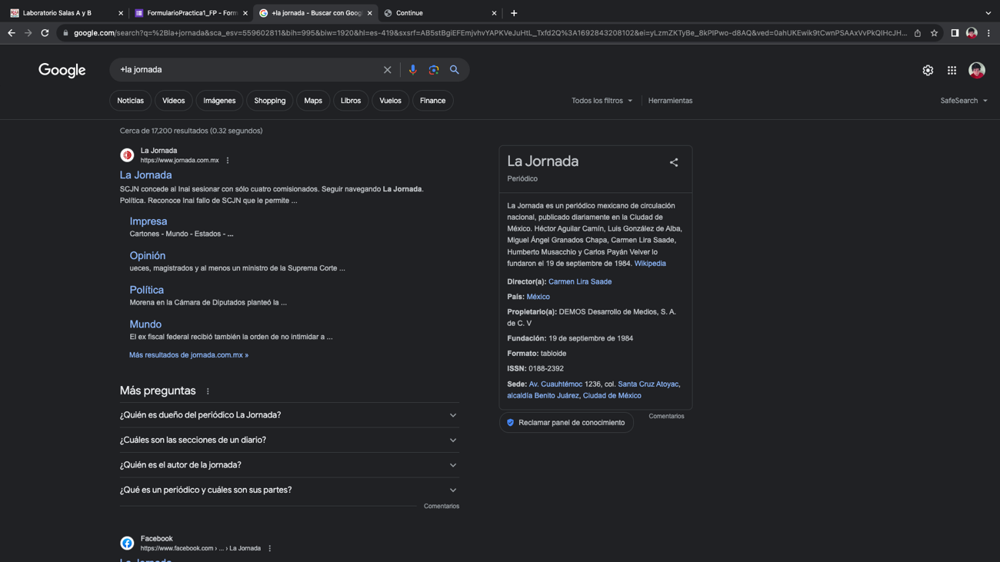 Laboratorio Salas A y B
FormularioPractica1_FP - Form
+la jornada - Buscar con Goog
Continue
google.com/search?q=%2Bla+jornada&sca_esv=559602811&bih=995&biw=1920&hl=es-419&sxsrf=AB5stBgiEFEmjvhvYAPKVeJuHtL_Txfd2Q%3A1692843208102&ei=yLzmZKTyBe_8kPIPwo-d8AQ&ved=0ahUKEwik9tCwnPSAAxVvPkQIHcJH...
Google
+la jornada
Noticias
Videos
Imágenes
Shopping
Maps
Libros
Vuelos
Finance
Todos los filtros
Herramientas
SafeSearch
Cerca de 17,200 resultados (0.32 segundos)
La Jornada
https://www.jornada.com.mx
La Jornada
SCJN concede al Inai sesionar con sólo cuatro comisionados. Seguir navegando La Jornada.
Política. Reconoce Inai fallo de SCJN que le permite ...
Impresa
Cartones - Mundo - Estados - ...
Opinión
ueces, magistrados y al menos un ministro de la Suprema Corte ...
Política
Morena en la Cámara de Diputados planteó la ...
Mundo
El ex fiscal federal recibió también la orden de no intimidar a ...
Más resultados de jornada.com.mx »
Más preguntas
¿Quién es dueño del periódico La Jornada?
¿Cuáles son las secciones de un diario?
¿Quién es el autor de la jornada?
¿Qué es un periódico y cuáles son sus partes?
Comentarios
Facebook
https://www.facebook.com › ... › La Jornada
La Jornada
La Jornada
Periódico
La Jornada es un periódico mexicano de circulación
nacional, publicado diariamente en la Ciudad de
México. Héctor Aguilar Camín, Luis González de Alba,
Miguel Ángel Granados Chapa, Carmen Lira Saade,
Humberto Musacchio y Carlos Payán Velver lo
fundaron el 19 de septiembre de 1984. Wikipedia
Director(a): Carmen Lira Saade
País: México
Propietario(a): DEMOS Desarrollo de Medios, S. A.
de C. V
Fundación: 19 de septiembre de 1984
Formato: tabloide
ISSN: 0188-2392
Sede: Av. Cuauhtémoc 1236, col. Santa Cruz Atoyac,
alcaldía Benito Juárez, Ciudad de México
Comentarios
Reclamar panel de conocimiento